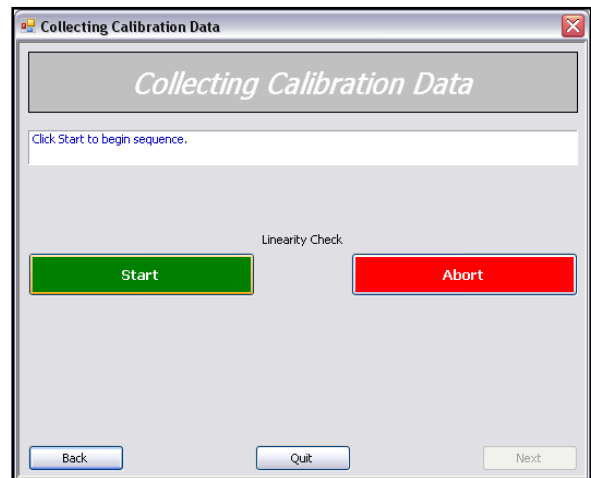 Collecting Calibration Data
Collecting Calibration Data
Click Start to begin sequence.
Linearity Check
Start Abort
Back Quit Next